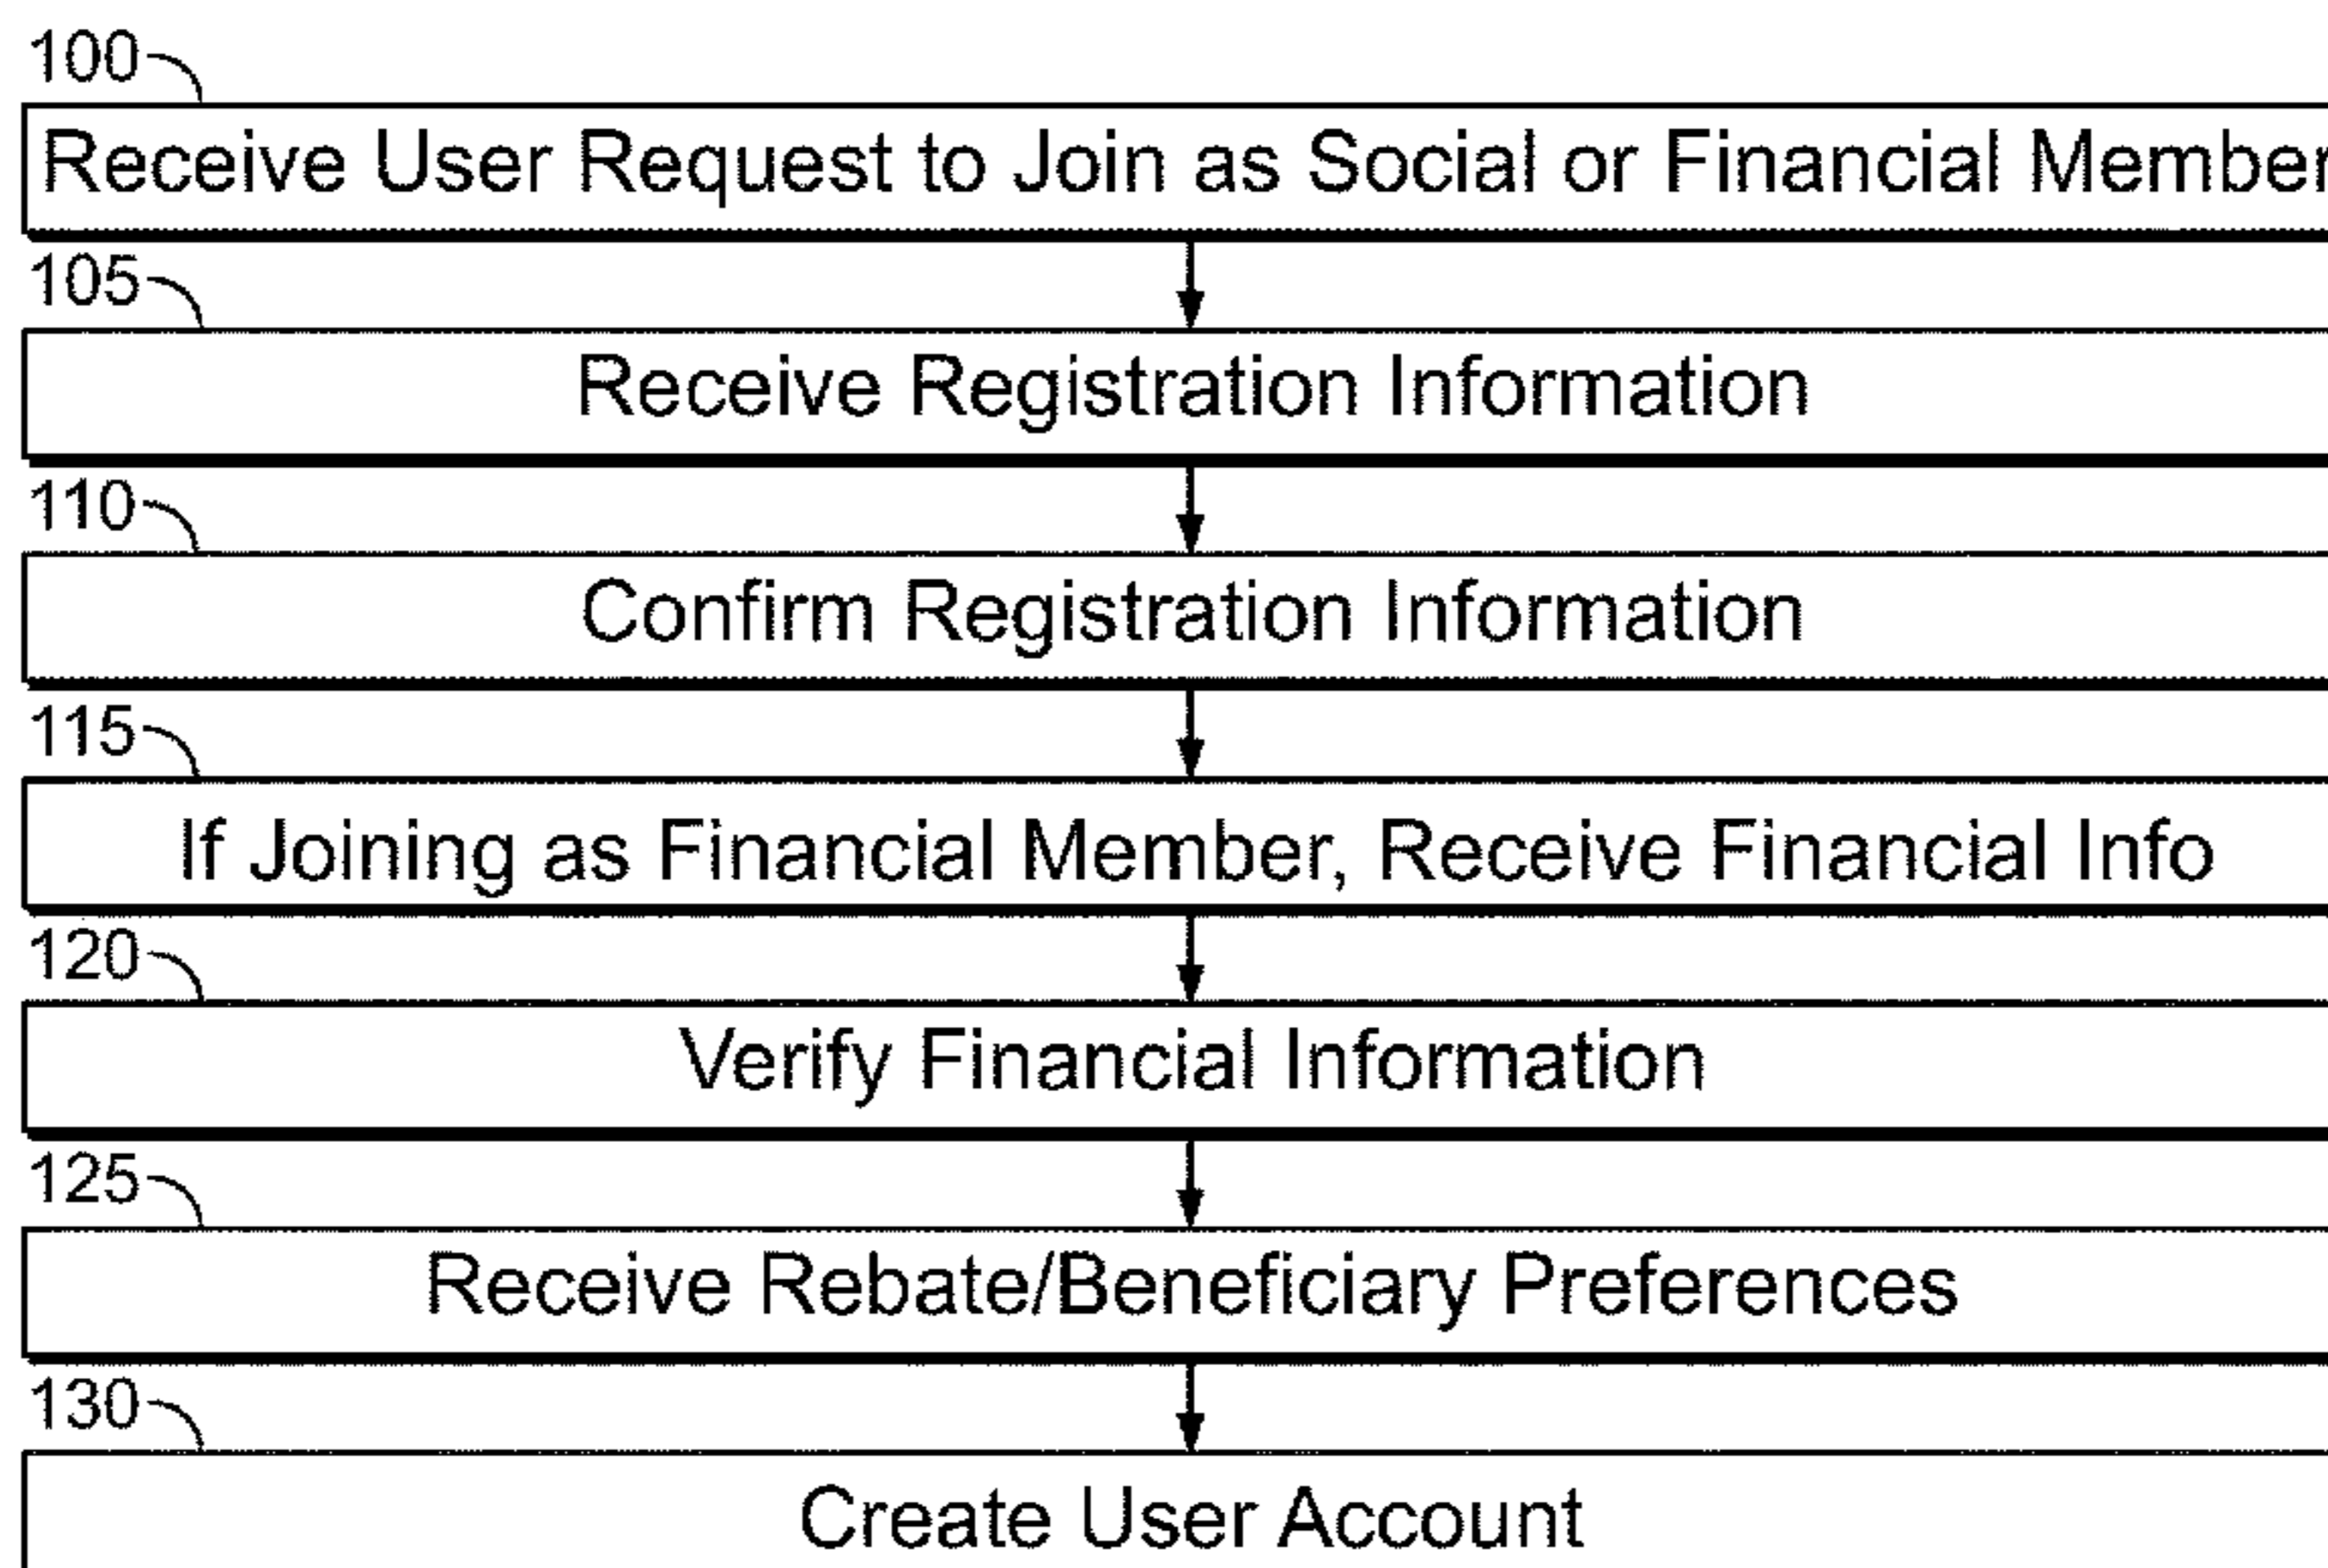 100
Receive User Request to Join as Social or Financial Member
105
Receive Registration Information
110
Confirm Registration Information
115
If Joining as Financial Member, Receive Financial Info
120
Verify Financial Information
125
Receive Rebate/Beneficiary Preferences
130
Create User Account